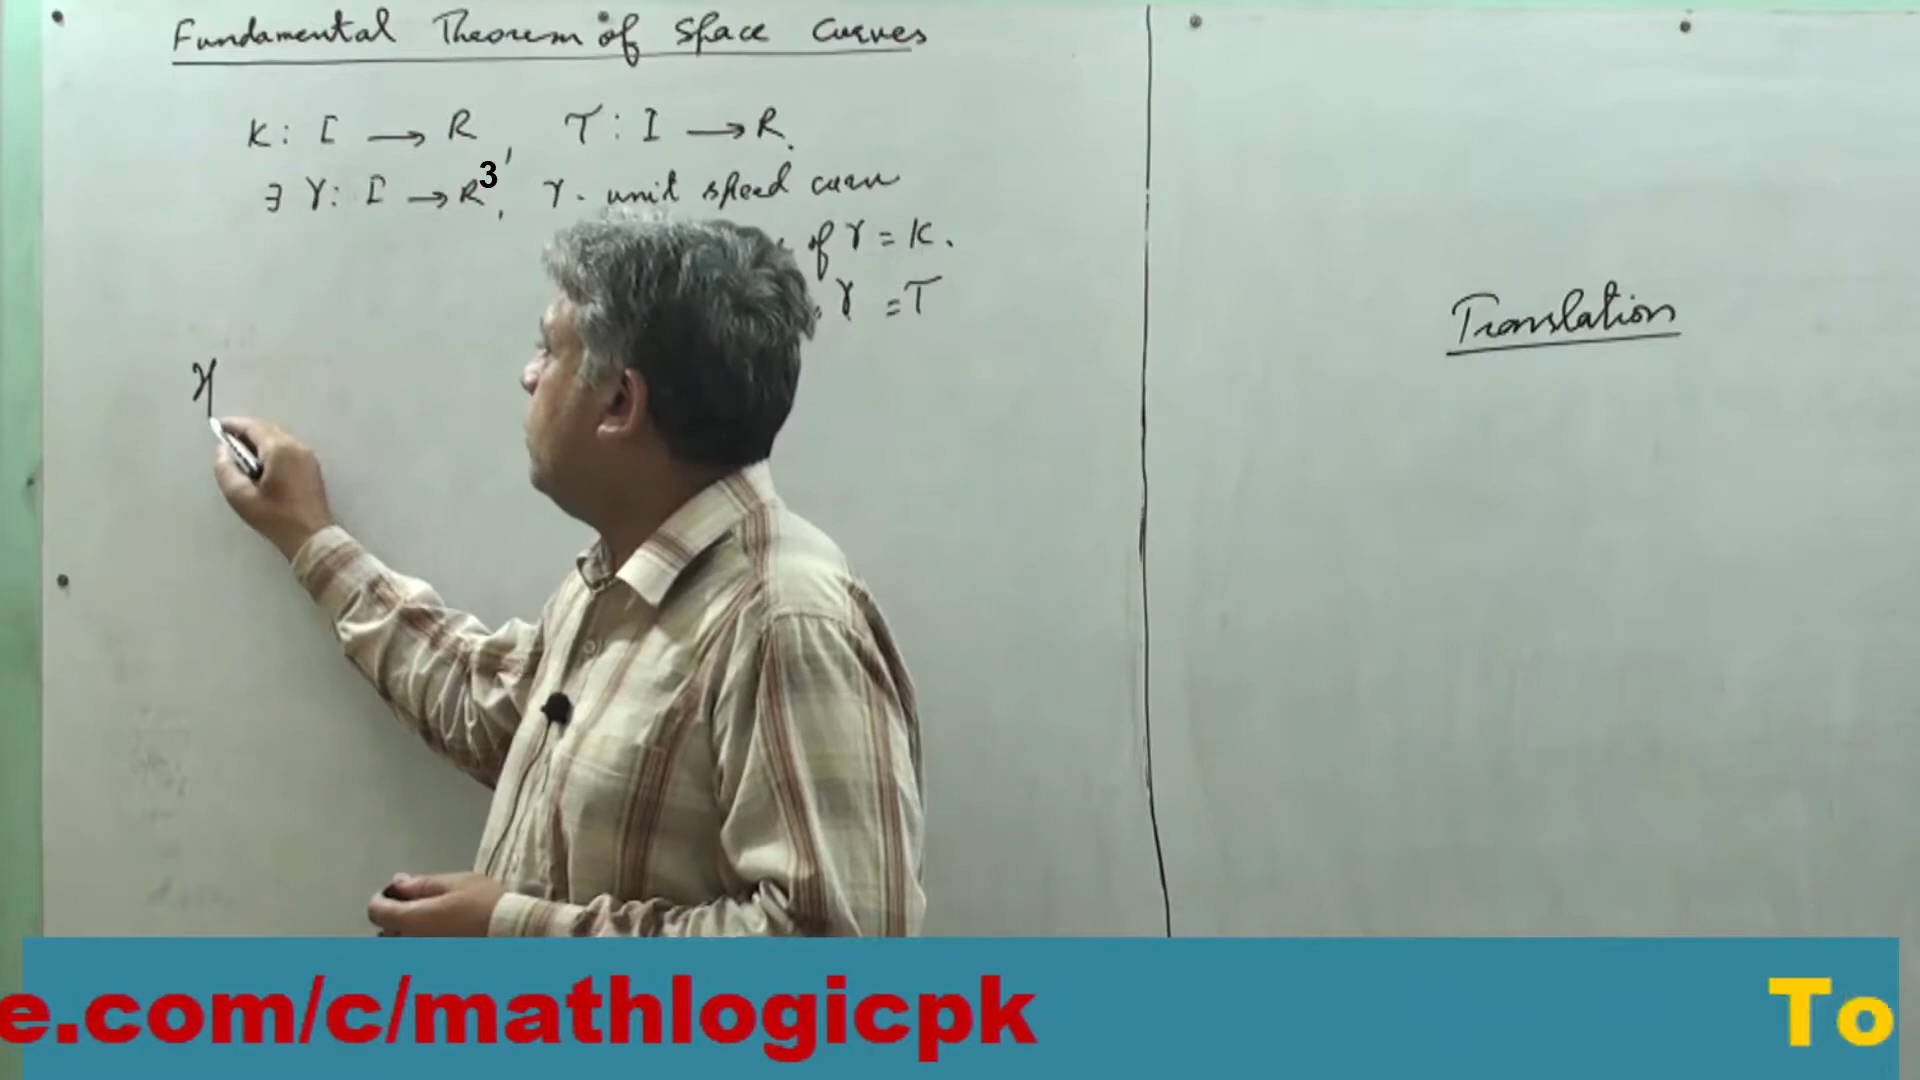 Fundamental Theorem of Space Curves
K: I → R, τ: I → R.
∃ γ: I → R3, γ. unit speed curve
of γ = K.
γ = τ
Translation
e.com/c/mathlogicpk
To